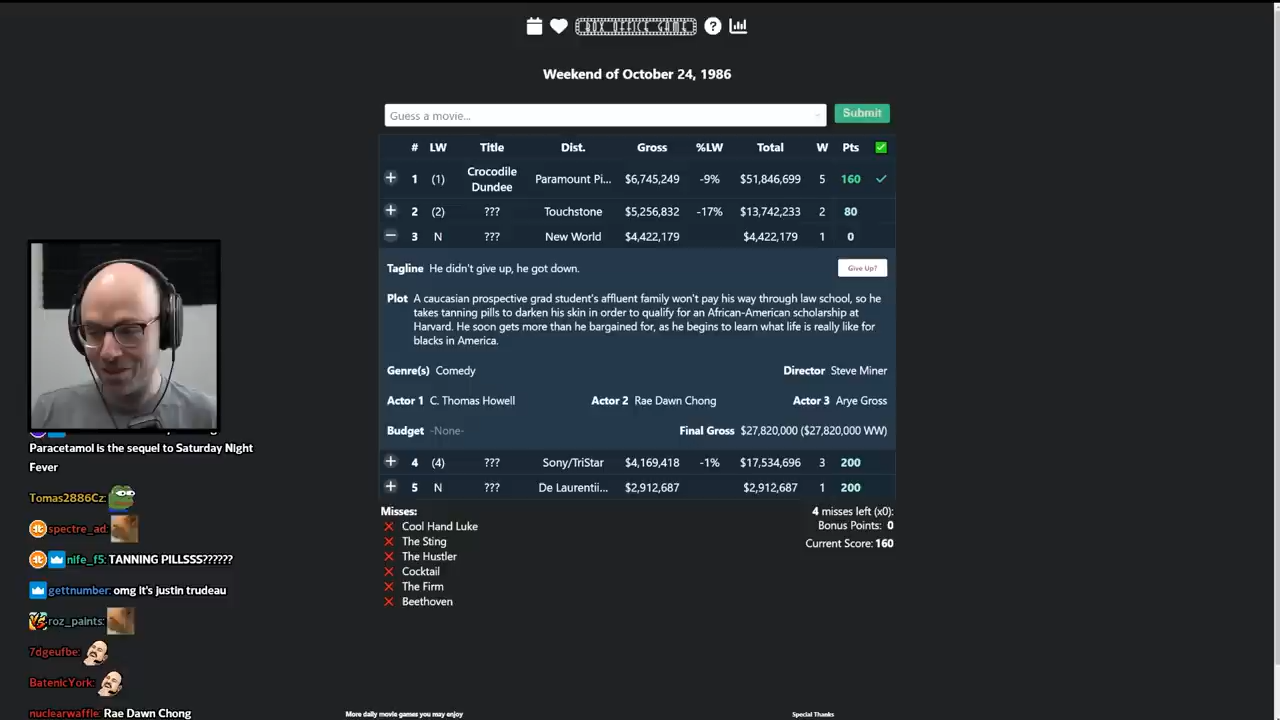 BOX OFFICE GAME
?
Weekend of October 24, 1986
Guess a movie...
Submit
# LW Title Dist. Gross %LW Total W Pts
1 (1) Crocodile Dundee Paramount Pi... $6,745,249 -9% $51,846,699 5 160
2 (2) ??? Touchstone $5,256,832 -17% $13,742,233 2 80
3 N ??? New World $4,422,179 $4,422,179 1 0
Tagline He didn't give up, he got down.
Give Up?
Plot A caucasian prospective grad student's affluent family won't pay his way through law school, so he
takes tanning pills to darken his skin in order to qualify for an African-American scholarship at
Harvard. He soon gets more than he bargained for, as he begins to learn what life is really like for
blacks in America.
Genre(s) Comedy
Director Steve Miner
Actor 1 C. Thomas Howell
Actor 2 Rae Dawn Chong
Actor 3 Arye Gross
Budget -None-
Final Gross $27,820,000 ($27,820,000 WW)
4 (4) ??? Sony/TriStar $4,169,418 -1% $17,534,696 3 200
5 N ??? De Laurentii... $2,912,687 $2,912,687 1 200
Misses:
Cool Hand Luke
The Sting
The Hustler
Cocktail
The Firm
Beethoven
4 misses left (x0):
Bonus Points: 0
Current Score: 160
Paracetamol is the sequel to Saturday Night
Fever
Tomas2886Cz:
spectre_ad:
nife_f5: TANNING PILLSSS??????
gettnumber: omg it's justin trudeau
roz_paints:
7dgeufbe:
BatenicYork:
nuclearwaffle: Rae Dawn Chong
More daily movie games you may enjoy
Special Thanks